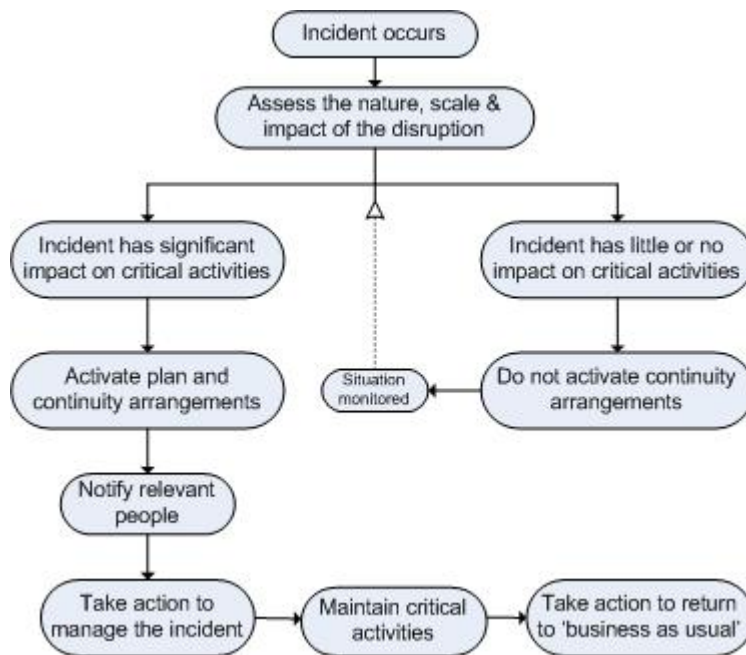 Incident occurs
Assess the nature, scale &
impact of the disruption
Incident has significant
impact on critical activities
Incident has little or no
impact on critical activities
Activate plan and
continuity arrangements
Situation
monitored
Do not activate continuity
arrangements
Notify relevant
people
Take action to
manage the incident
Maintain critical
activities
Take action to return
to 'business as usual'